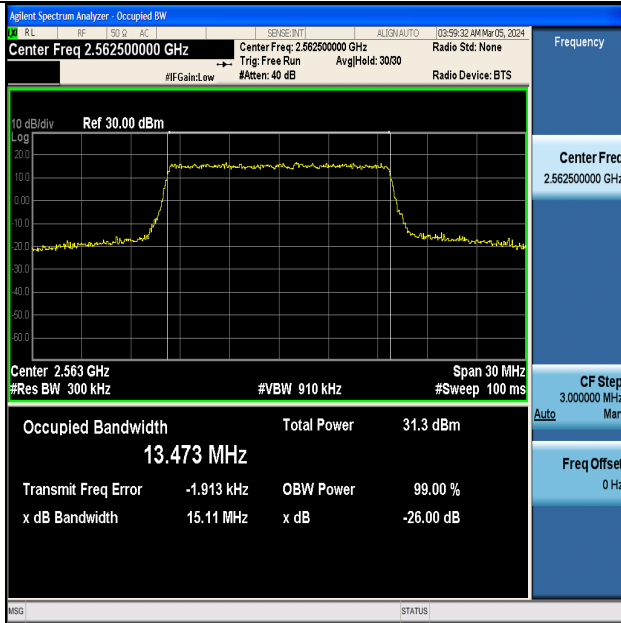 Agilent Spectrum Analyzer - Occupied BW
RL RF 50 Ω AC SENSE:INT ALIGN AUTO 03:59:32 AM Mar 05, 2024
Center Freq 2.562500000 GHz
Center Freq: 2.562500000 GHz Radio Std: None
Trig: Free Run Avg|Hold: 30/30
#IFGain:Low #Atten: 40 dB Radio Device: BTS
10 dB/div Ref 30.00 dBm
Log
20.0
10.0
0.00
-10.0
-20.0
-30.0
-40.0
-50.0
-60.0
Center 2.563 GHz Span 30 MHz
#Res BW 300 kHz #VBW 910 kHz #Sweep 100 ms
Occupied Bandwidth Total Power 31.3 dBm
13.473 MHz
Transmit Freq Error -1.913 kHz OBW Power 99.00 %
x dB Bandwidth 15.11 MHz x dB -26.00 dB
MSG STATUS
Frequency
Center Freq
2.562500000 GHz
CF Step
3.000000 MHz
Auto Man
Freq Offset
0 Hz